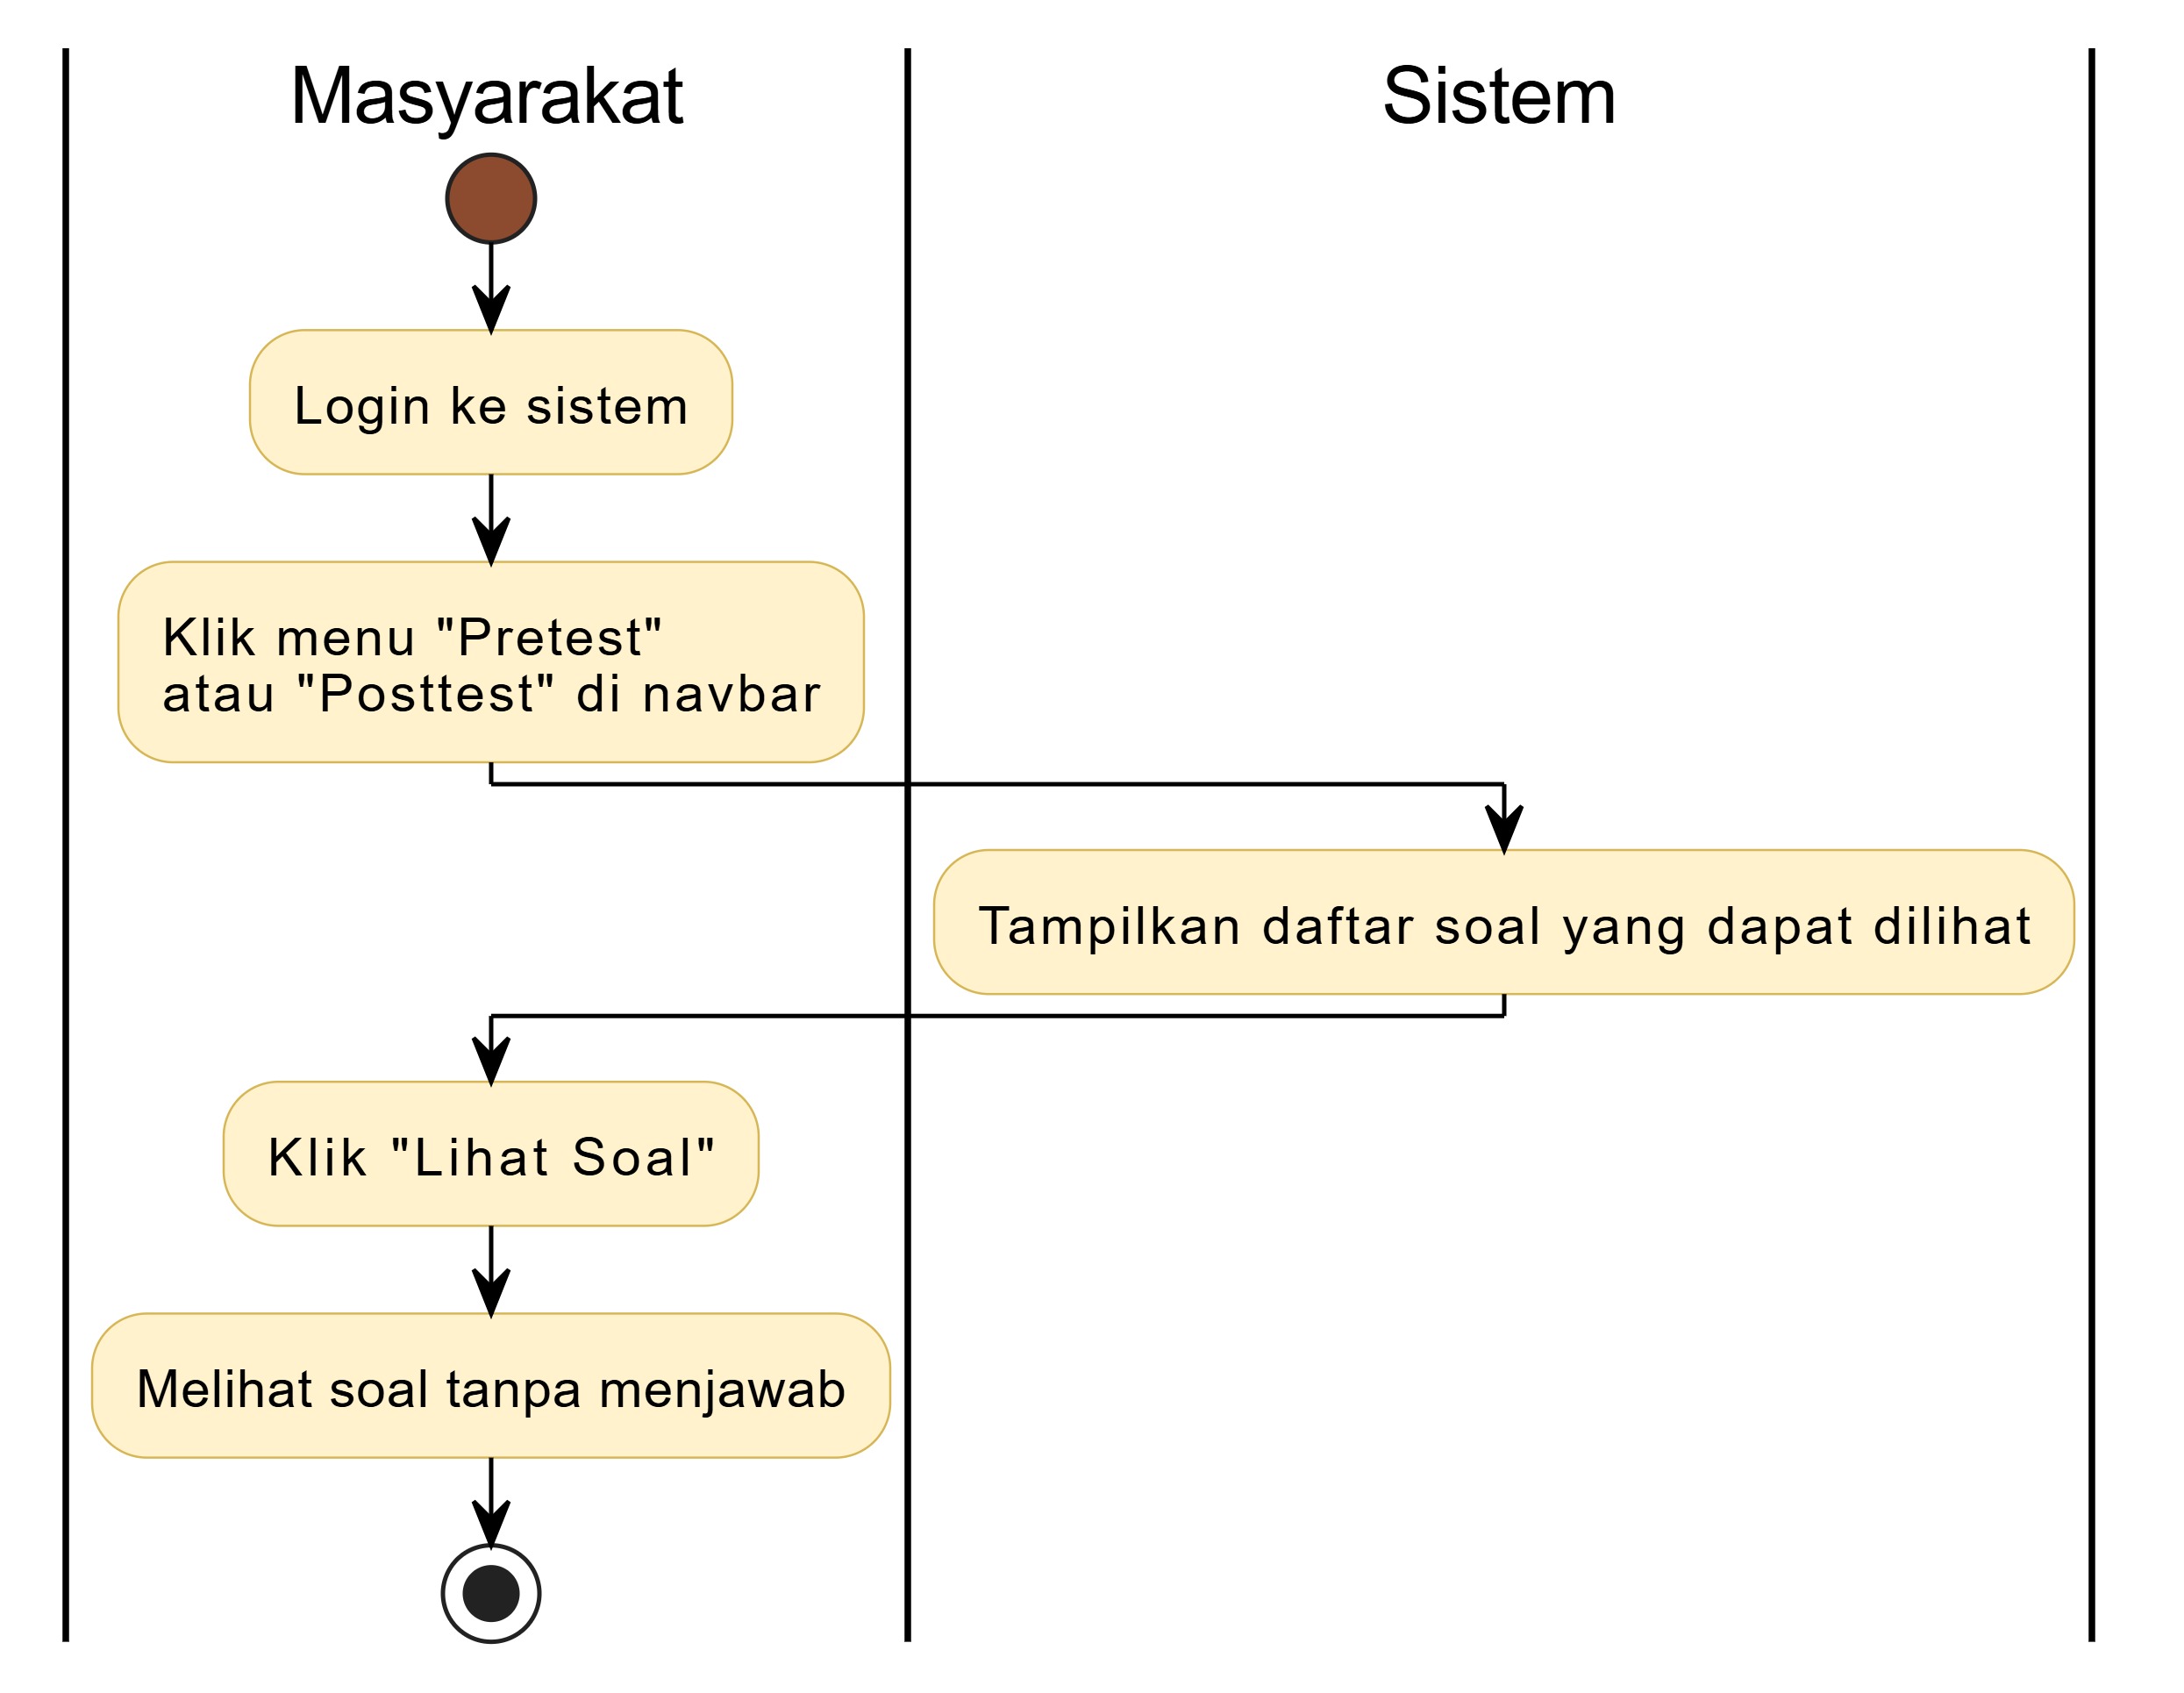 Masyarakat
Sistem
Login ke sistem
Klik menu "Pretest"
atau "Posttest" di navbar
Tampilkan daftar soal yang dapat dilihat
Klik "Lihat Soal"
Melihat soal tanpa menjawab